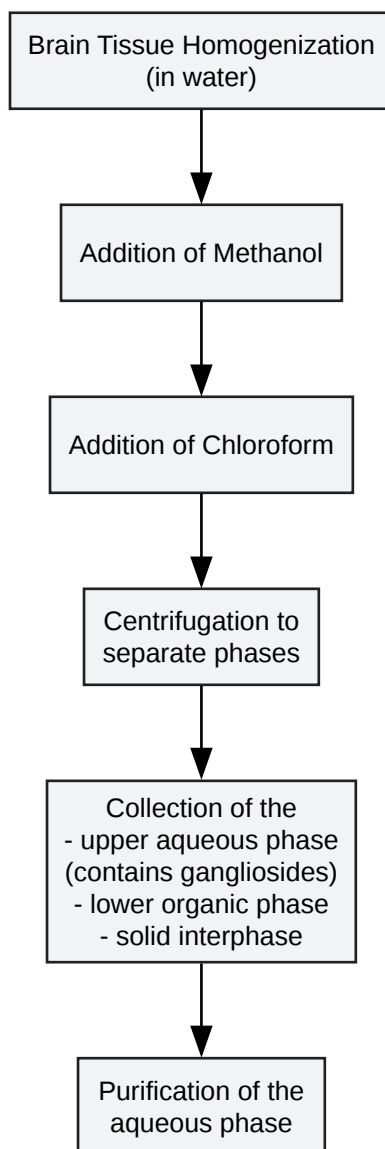 Brain Tissue Homogenization
(in water)
Addition of Methanol
Addition of Chloroform
Centrifugation to
separate phases
Collection of the
- upper aqueous phase
(contains gangliosides)
- lower organic phase
- solid interphase
Purification of the
aqueous phase